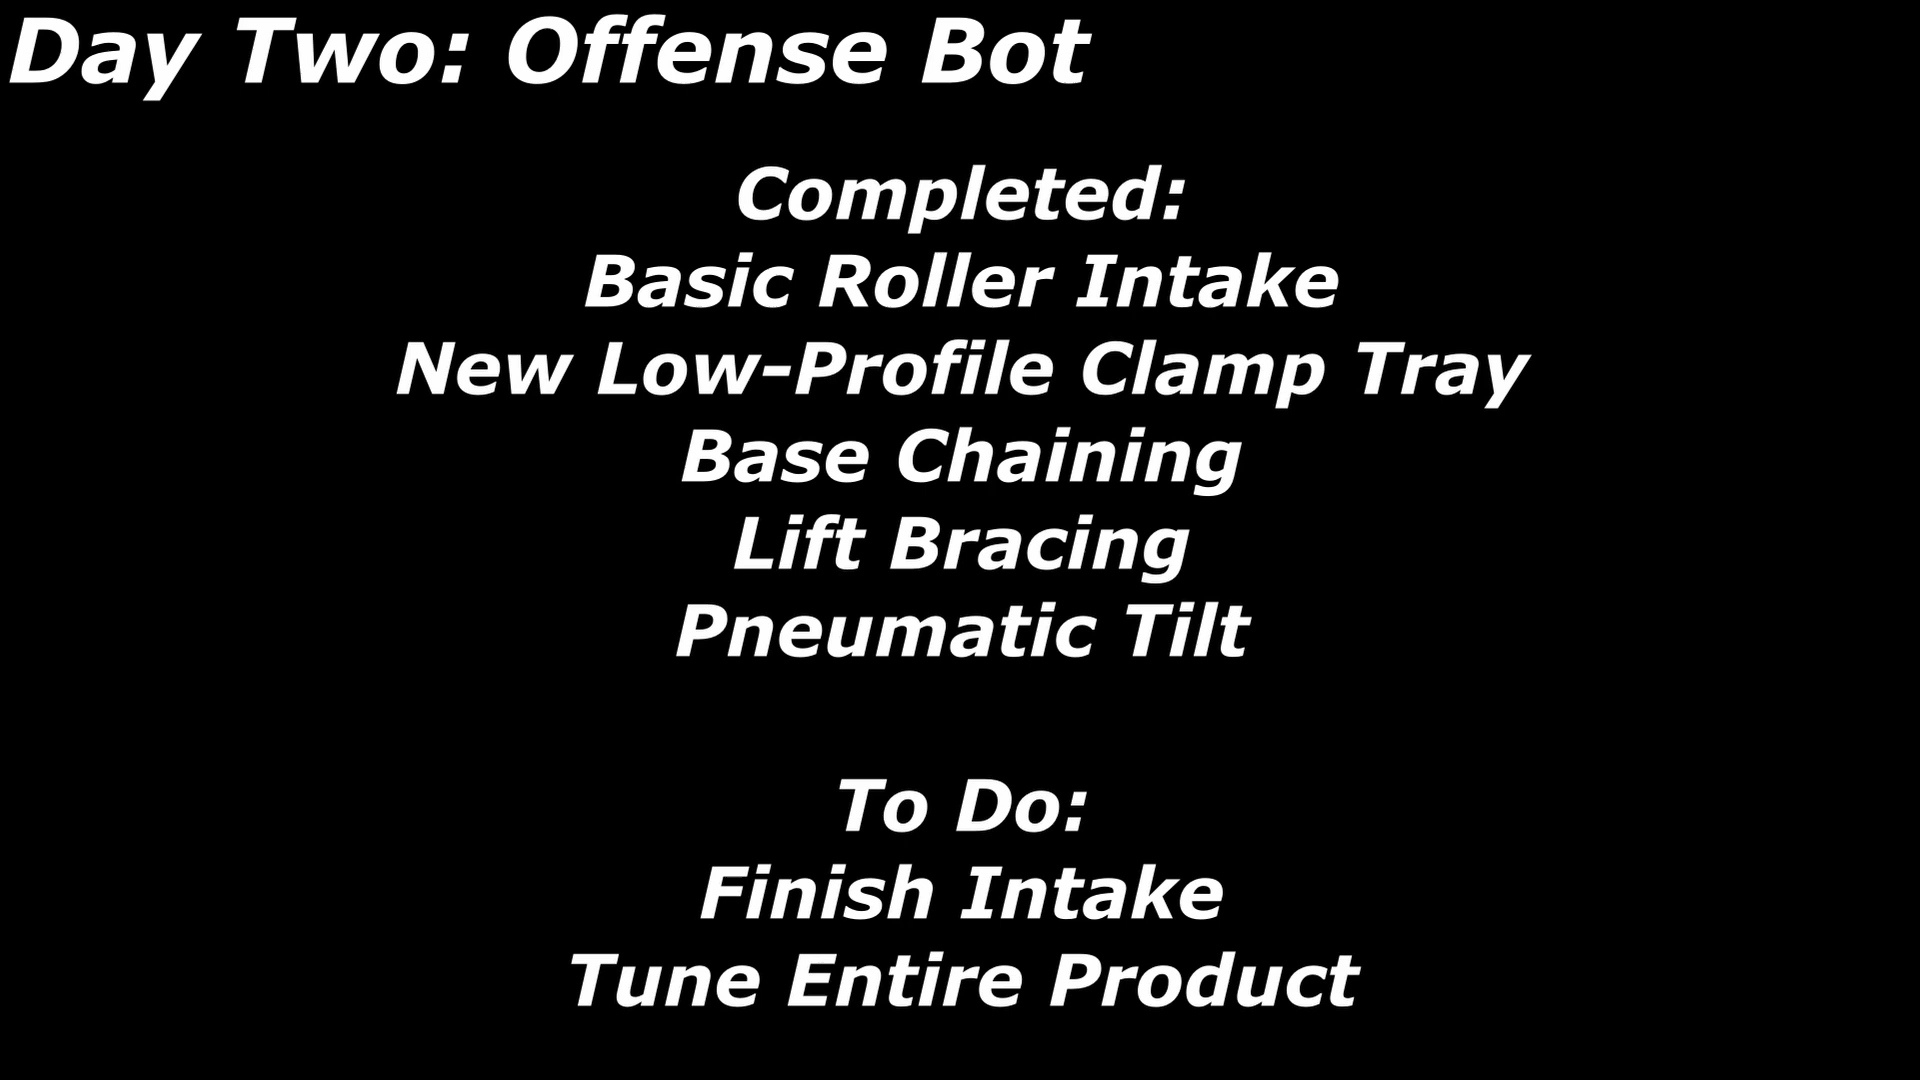 Day Two: Offense Bot
Completed:
Basic Roller Intake
New Low-Profile Clamp Tray
Base Chaining
Lift Bracing
Pneumatic Tilt
To Do:
Finish Intake
Tune Entire Product